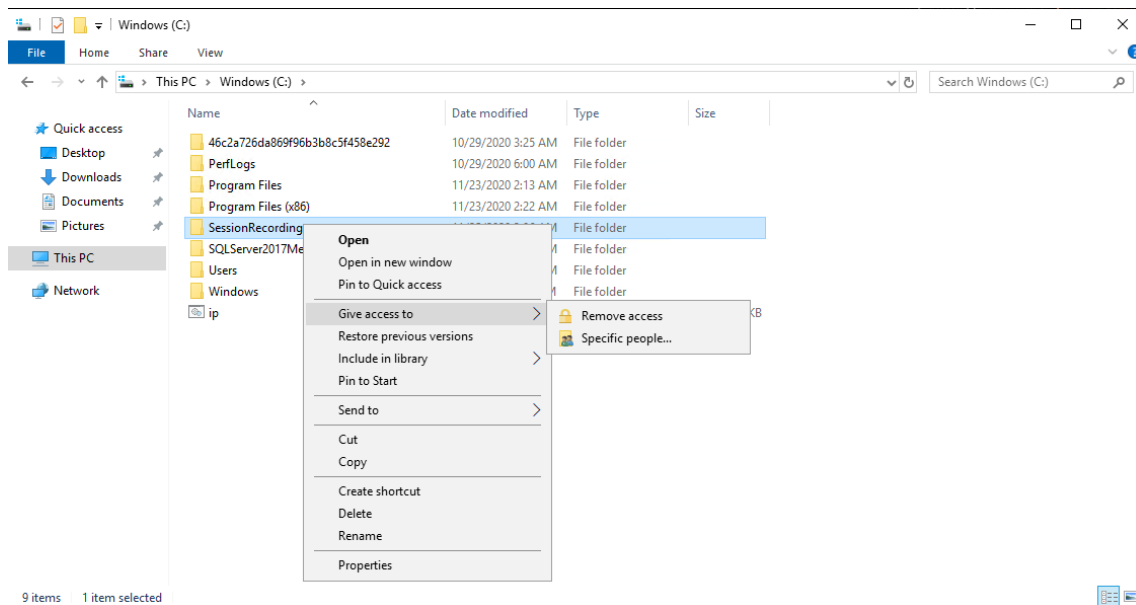 Windows (C:)
File Home Share View
This PC > Windows (C:) > Search Windows (C:)
Name Date modified Type Size
Quick access
Desktop
Downloads
Documents
Pictures
This PC
Network
46c2a726da869f96b3b8c5f458e292 10/29/2020 3:25 AM File folder
PerfLogs 10/29/2020 6:00 AM File folder
Program Files 11/23/2020 2:13 AM File folder
Program Files (x86) 11/23/2020 2:22 AM File folder
SessionRecording File folder
SQLServer2017Me File folder
Users File folder
Windows File folder
ip KB
Open
Open in new window
Pin to Quick access
Give access to
Restore previous versions
Include in library
Pin to Start
Send to
Cut
Copy
Create shortcut
Delete
Rename
Properties
Remove access
Specific people...
9 items 1 item selected